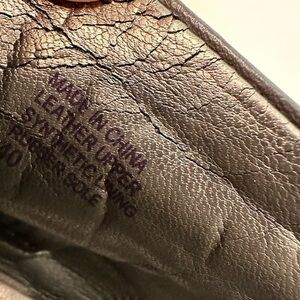 MADE IN CHINA
LEATHER UPPER
SYNTHETIC LINING
RUBBER SOLE